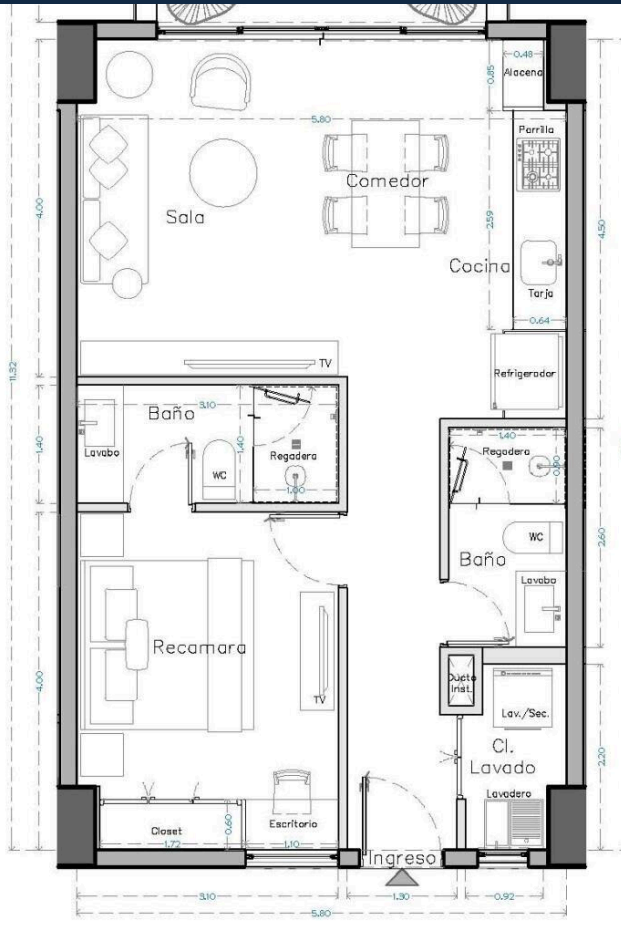 0.48
Alacena
0.85
5.80
Parrilla
Comedor
4.00
Sala
2.59
4.50
Cocina
Tarja
0.64
11.32
TV
Refrigerador
Baño
3.10
1.40
Lavabo
WC
1.40
Regadera
1.00
1.40
Regadera
0.90
WC
2.60
Baño
Lavabo
Recamara
4.00
TV
Ducto
Inst.
Lav./Sec.
Cl.
Lavado
2.20
Lavadero
Closet
1.72
0.60
Escritorio
1.10
Ingreso
3.10
1.30
0.92
5.80